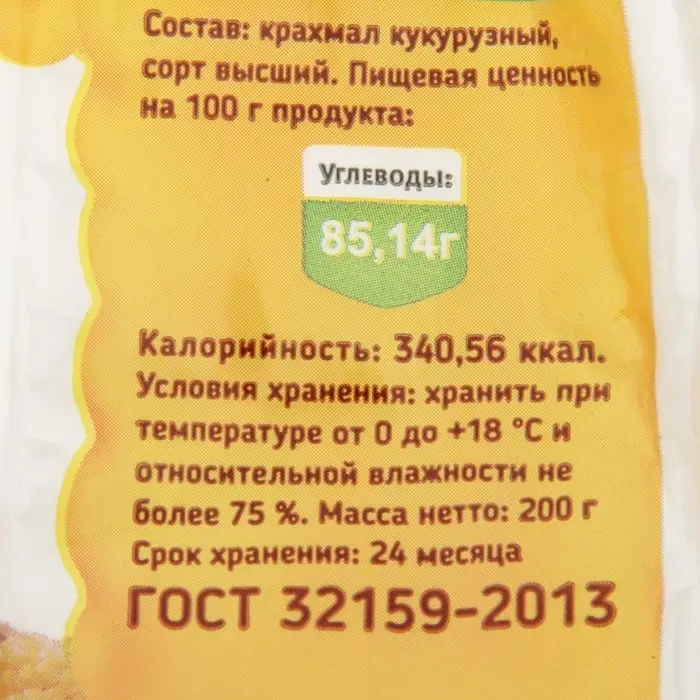 Состав: крахмал кукурузный,
сорт высший. Пищевая ценность
на 100 г продукта:
Углеводы:
85,14г
Калорийность: 340,56 ккал.
Условия хранения: хранить при
температуре от 0 до +18 °С и
относительной влажности не
более 75 %. Масса нетто: 200 г
Срок хранения: 24 месяца
ГОСТ 32159-2013